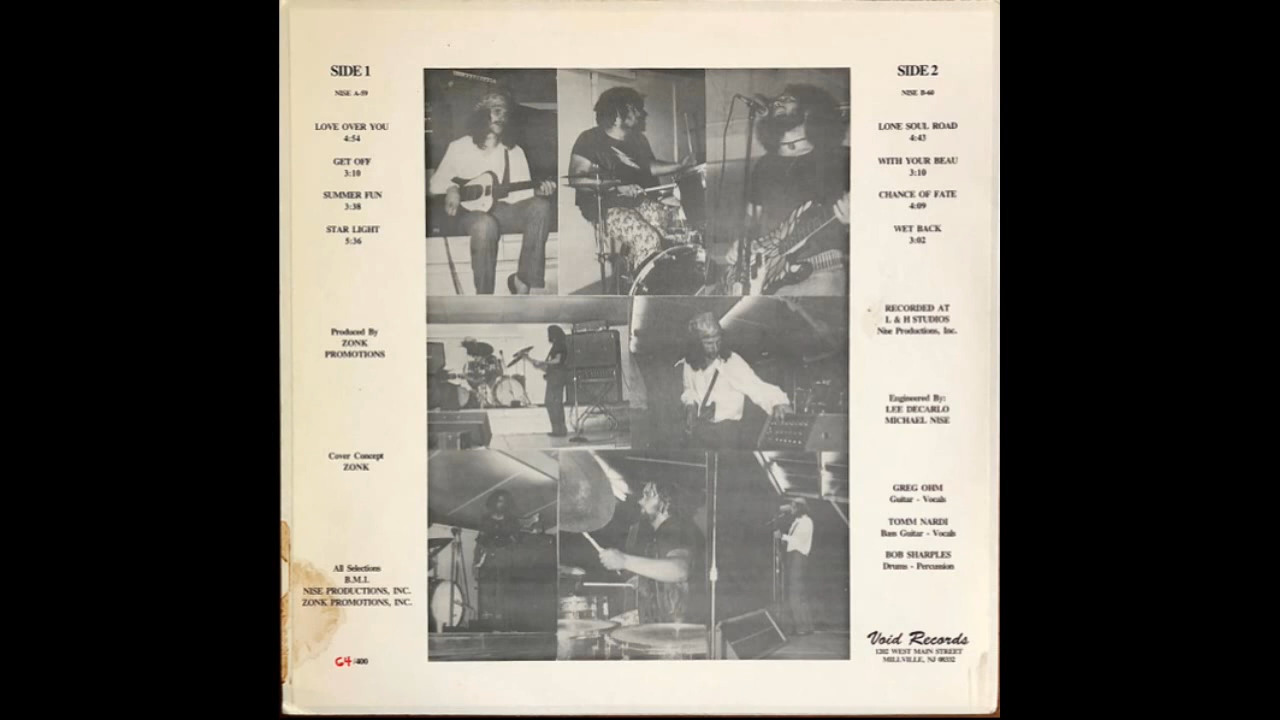 SIDE 1
NISE A-59
LOVE OVER YOU
4:54
GET OFF
3:10
SUMMER FUN
3:38
STAR LIGHT
5:36
Produced By
ZONK
PROMOTIONS
Cover Concept
ZONK
All Selections
B.M.I.
NISE PRODUCTIONS, INC.
ZONK PROMOTIONS, INC.
64/400
SIDE 2
NISE B-60
LONE SOUL ROAD
4:43
WITH YOUR BEAU
3:10
CHANCE OF FATE
4:09
WET BACK
3:02
RECORDED AT
L & H STUDIOS
Nise Productions, Inc.
Engineered By:
LEE DECARLO
MICHAEL NISE
GREG OHM
Guitar - Vocals
TOMM NARDI
Bass Guitar - Vocals
BOB SHARPLES
Drums - Percussion
Void Records
1202 WEST MAIN STREET
MILLVILLE, NJ 08332